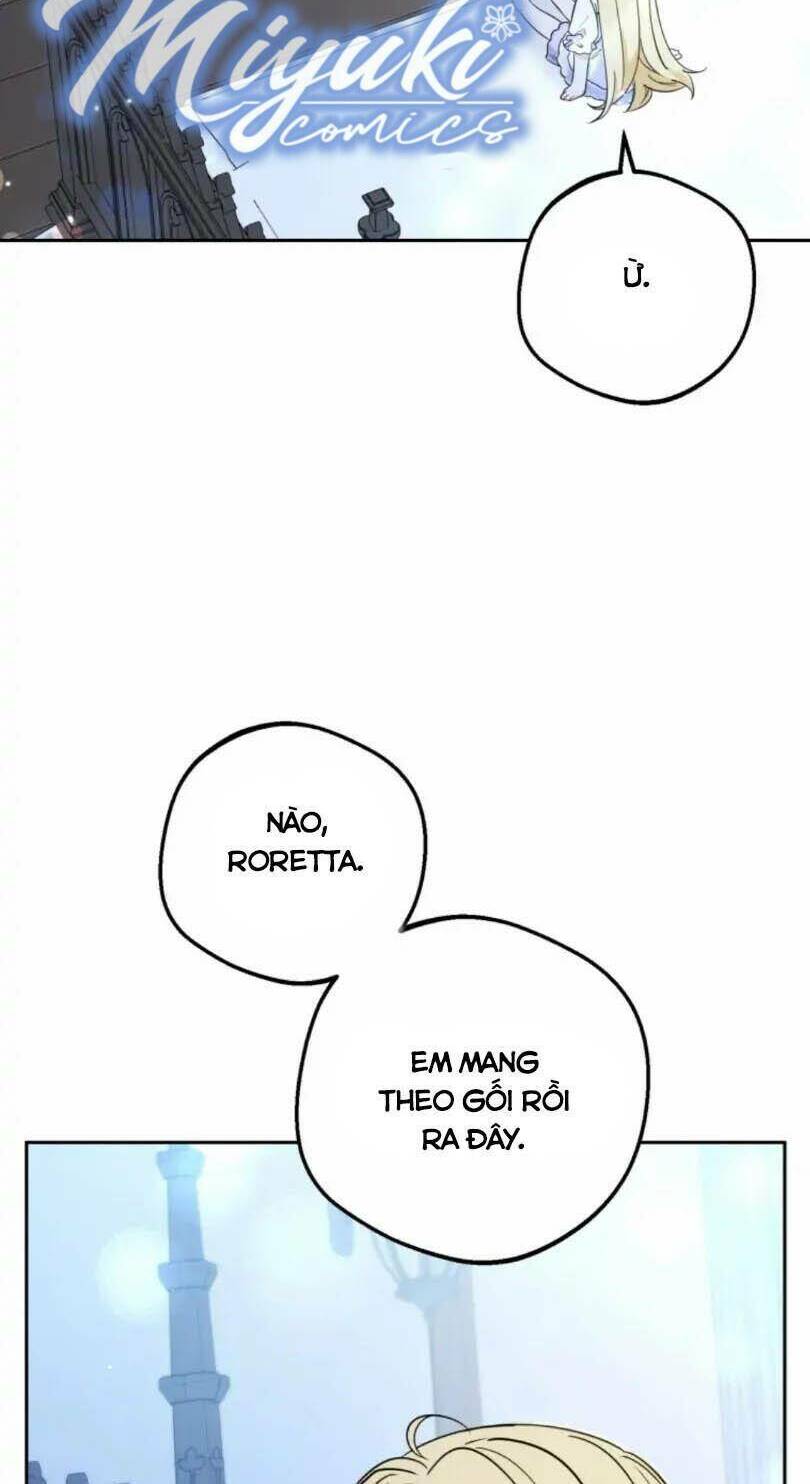 Miyuki
comics
Ừ.
NÀO,
RORETTA.
EM MANG
THEO GỐI RỒI
RA ĐÂY.